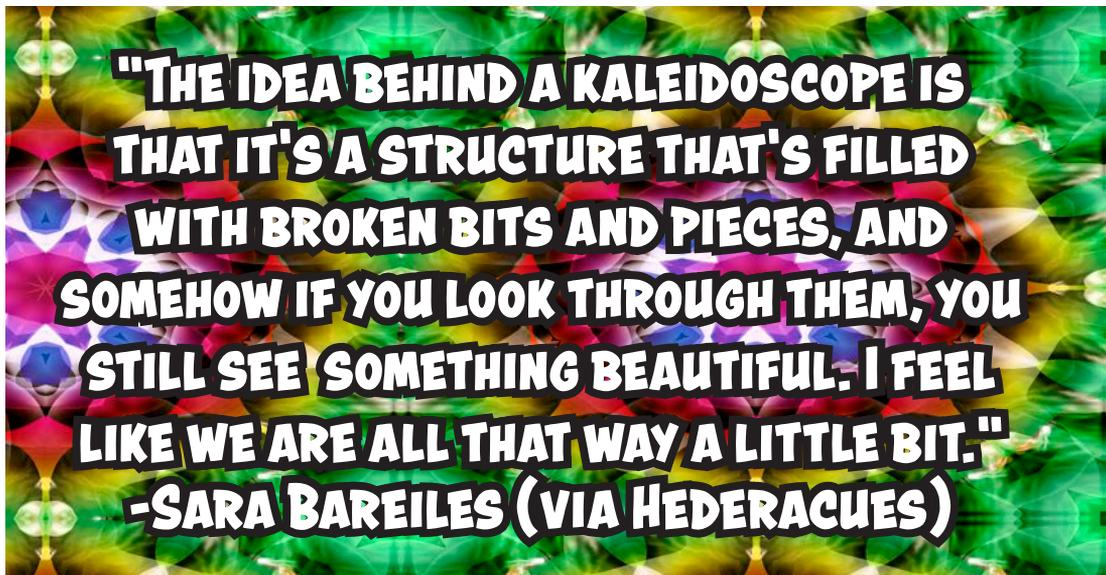 "The idea behind a kaleidoscope is
that it's a structure that's filled
with broken bits and pieces, and
somehow if you look through them, you
still see something beautiful. I feel
like we are all that way a little bit."
-Sara Bareiles (via Hederacues)